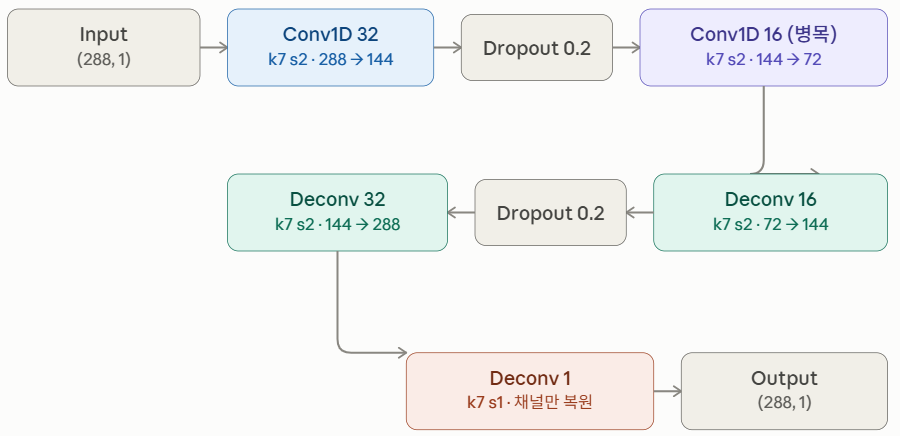 Input
(288, 1)
Conv1D 32
k7 s2 · 288 → 144
Dropout 0.2
Conv1D 16 (병목)
k7 s2 · 144 → 72
Deconv 32
k7 s2 · 144 → 288
Dropout 0.2
Deconv 16
k7 s2 · 72 → 144
Deconv 1
k7 s1 · 채널만 복원
Output
(288, 1)